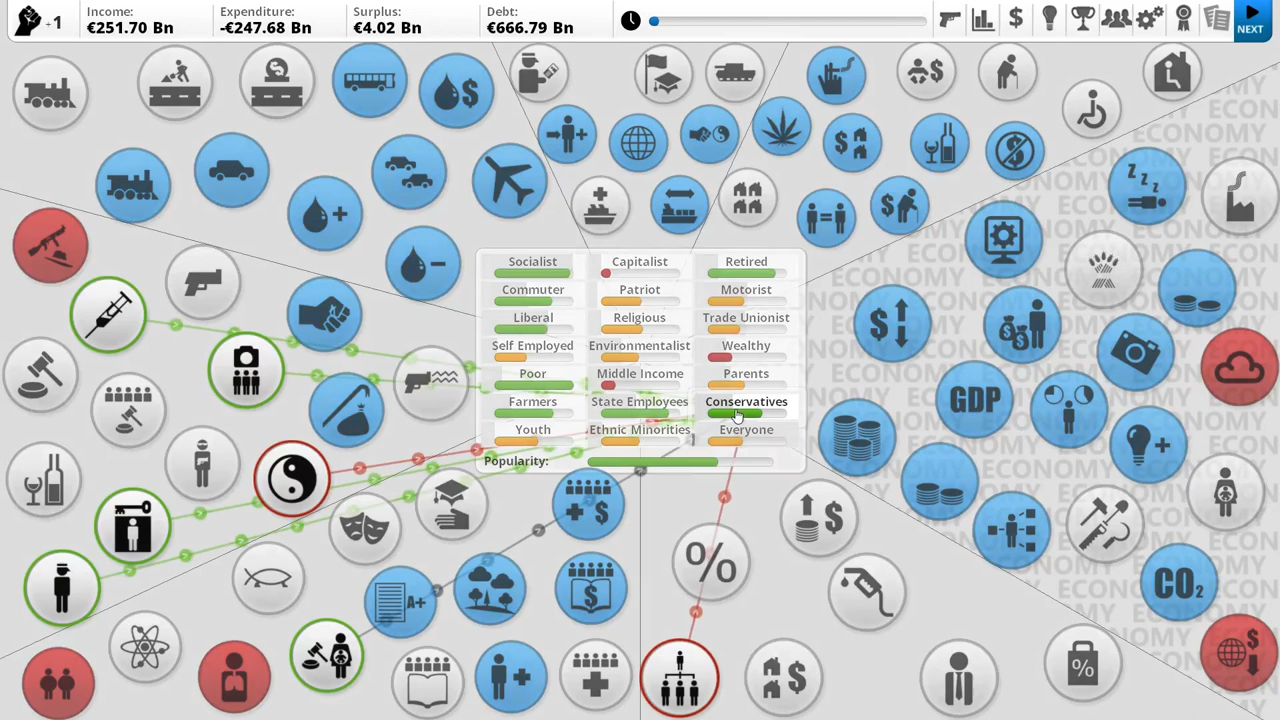 +1
Income:
€251.70 Bn
Expenditure:
-€247.68 Bn
Surplus:
€4.02 Bn
Debt:
€666.79 Bn
NEXT
Socialist
Capitalist
Retired
Commuter
Patriot
Motorist
Liberal
Religious
Trade Unionist
Self Employed
Environmentalist
Wealthy
Poor
Middle Income
Parents
Farmers
State Employees
Conservatives
Youth
Ethnic Minorities
Everyone
Popularity:
GDP
CO2
A+
%
ECONOMY ECONOMY